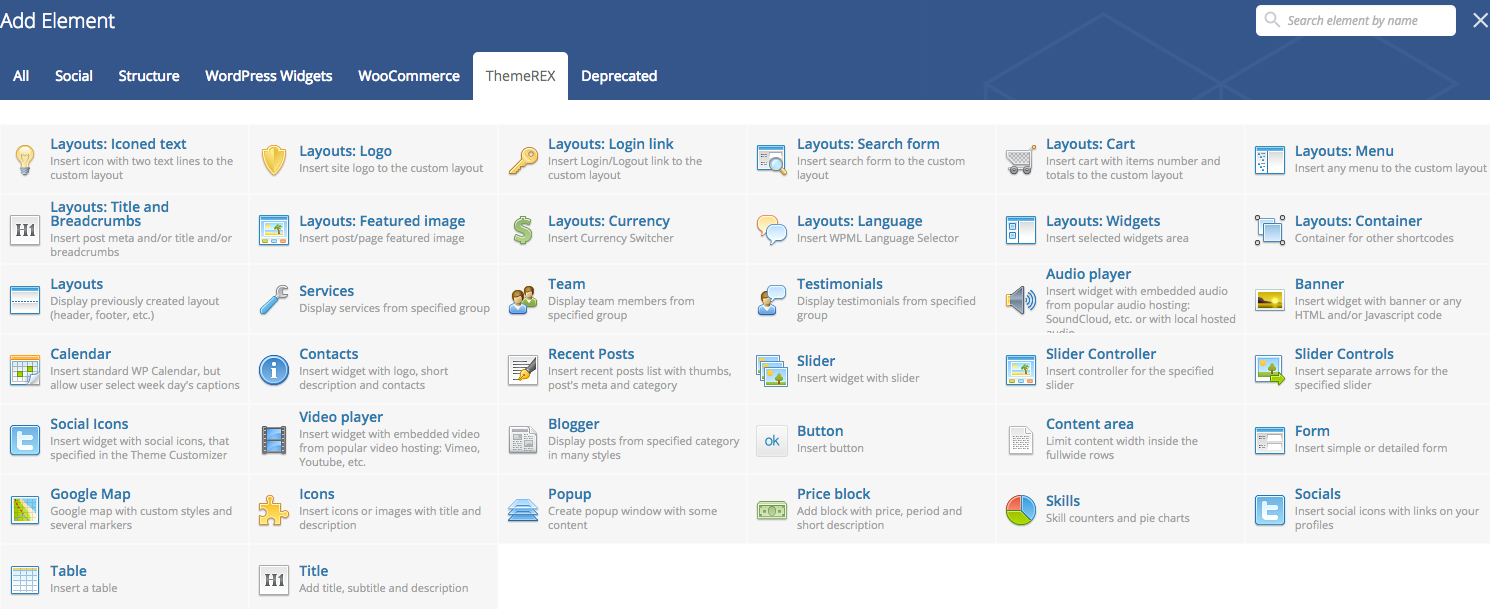 Add Element
Search element by name
All
Social
Structure
WordPress Widgets
WooCommerce
ThemeREX
Deprecated
Layouts: Iconed text
Insert icon with two text lines to the
custom layout
Layouts: Logo
Insert site logo to the custom layout
Layouts: Login link
Insert Login/Logout link to the
custom layout
Layouts: Search form
Insert search form to the custom
layout
Layouts: Cart
Insert cart with items number and
totals to the custom layout
Layouts: Menu
Insert any menu to the custom layout
H1
Layouts: Title and
Breadcrumbs
Insert post meta and/or title and/or
breadcrumbs
Layouts: Featured image
Insert post/page featured image
$
Layouts: Currency
Insert Currency Switcher
Layouts: Language
Insert WPML Language Selector
Layouts: Widgets
Insert selected widgets area
Layouts: Container
Container for other shortcodes
Layouts
Display previously created layout
(header, footer, etc.)
Services
Display services from specified group
Team
Display team members from
specified group
Testimonials
Display testimonials from specified
group
Audio player
Insert widget with embedded audio
from popular audio hosting:
SoundCloud, etc. or with local hosted
audio
Banner
Insert widget with banner or any
HTML and/or Javascript code
Calendar
Insert standard WP Calendar, but
allow user select week day's captions
Contacts
Insert widget with logo, short
description and contacts
Recent Posts
Insert recent posts list with thumbs,
post's meta and category
Slider
Insert widget with slider
Slider Controller
Insert controller for the specified
slider
Slider Controls
Insert separate arrows for the
specified slider
Social Icons
Insert widget with social icons, that
specified in the Theme Customizer
Video player
Insert widget with embedded video
from popular video hosting: Vimeo,
Youtube, etc.
Blogger
Display posts from specified category
in many styles
ok
Button
Insert button
Content area
Limit content width inside the
fullwide rows
Form
Insert simple or detailed form
Google Map
Google map with custom styles and
several markers
Icons
Insert icons or images with title and
description
Popup
Create popup window with some
content
Price block
Add block with price, period and
short description
Skills
Skill counters and pie charts
Socials
Insert social icons with links on your
profiles
Table
Insert a table
H1
Title
Add title, subtitle and description